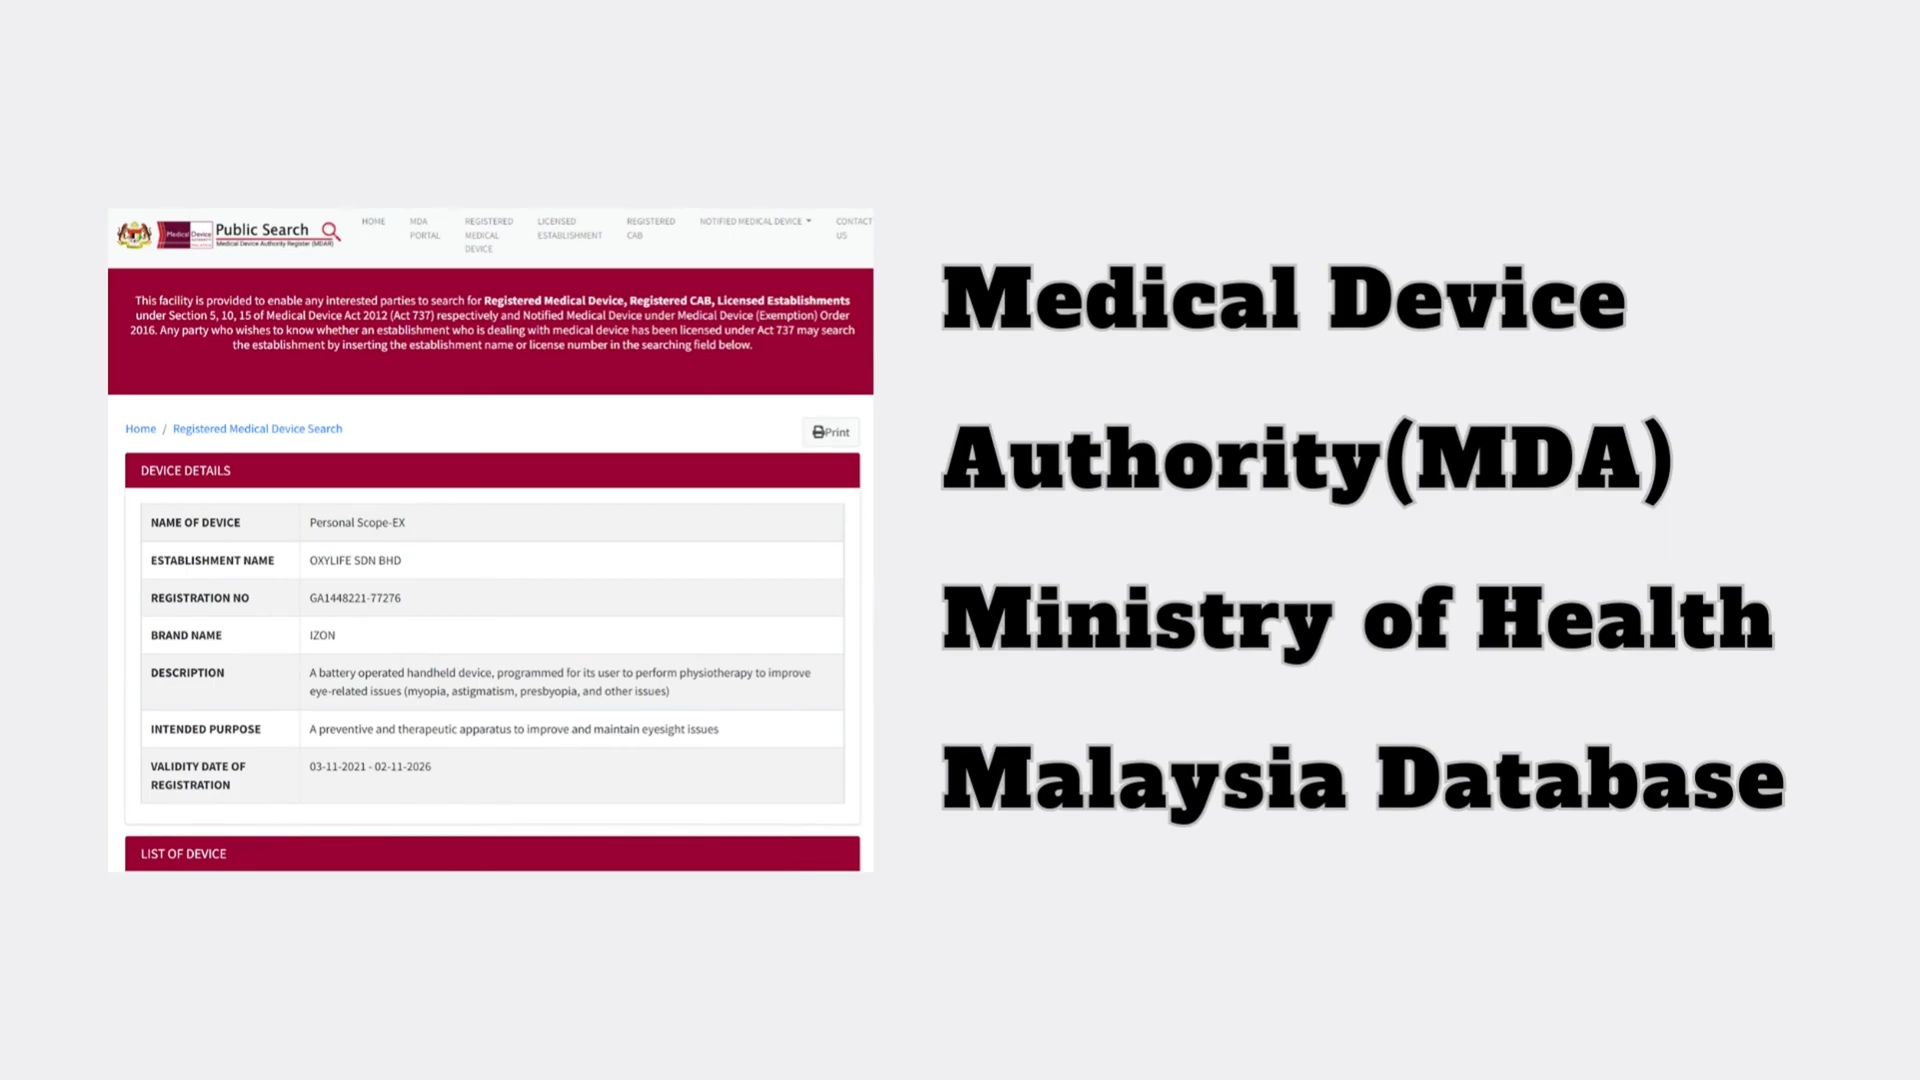 Medical Device
Public Search
Medical Device Authority Register (MDAR)
HOME
MDA
PORTAL
REGISTERED
MEDICAL
DEVICE
LICENSED
ESTABLISHMENT
REGISTERED
CAB
NOTIFIED MEDICAL DEVICE
CONTACT
US
This facility is provided to enable any interested parties to search for Registered Medical Device, Registered CAB, Licensed Establishments
under Section 5, 10, 15 of Medical Device Act 2012 (Act 737) respectively and Notified Medical Device under Medical Device (Exemption) Order
2016. Any party who wishes to know whether an establishment who is dealing with medical device has been licensed under Act 737 may search
the establishment by inserting the establishment name or license number in the searching field below.
Home / Registered Medical Device Search
Print
DEVICE DETAILS
NAME OF DEVICE Personal Scope-EX
ESTABLISHMENT NAME OXYLIFE SDN BHD
REGISTRATION NO GA1448221-77276
BRAND NAME IZON
DESCRIPTION A battery operated handheld device, programmed for its user to perform physiotherapy to improve
eye-related issues (myopia, astigmatism, presbyopia, and other issues)
INTENDED PURPOSE A preventive and therapeutic apparatus to improve and maintain eyesight issues
VALIDITY DATE OF 03-11-2021 - 02-11-2026
REGISTRATION
LIST OF DEVICE
Medical Device
Authority(MDA)
Ministry of Health
Malaysia Database